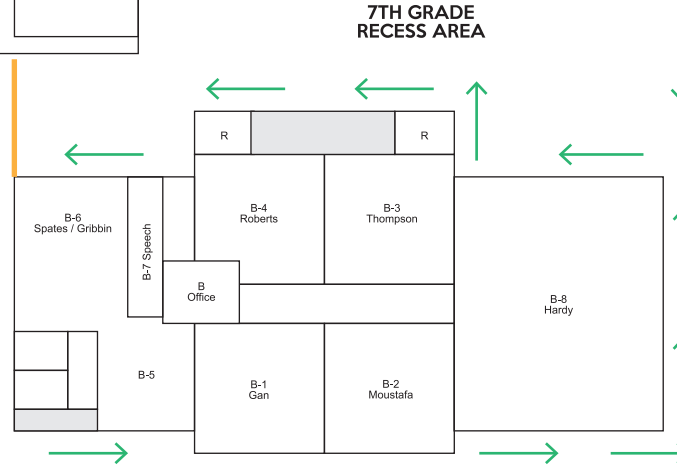 7TH GRADE
RECESS AREA
R
R
B-6
Spates / Gribbin
B-7 Speech
B-4
Roberts
B-3
Thompson
B
Office
B-8
Hardy
B-5
B-1
Gan
B-2
Moustafa